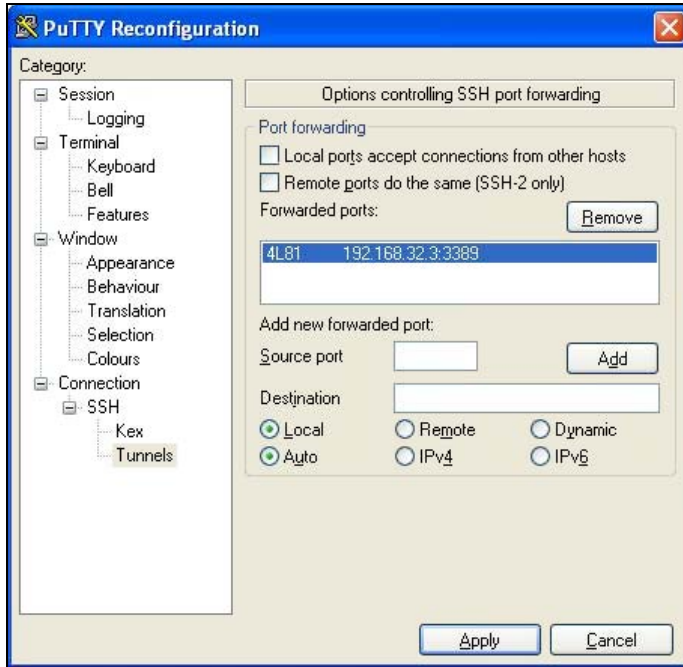 PuTTY Reconfiguration
Category:
Session
Logging
Terminal
Keyboard
Bell
Features
Window
Appearance
Behaviour
Translation
Selection
Colours
Connection
SSH
Kex
Tunnels
Options controlling SSH port forwarding
Port forwarding
Local ports accept connections from other hosts
Remote ports do the same (SSH-2 only)
Forwarded ports:
Remove
4L81 192.168.32.3:3389
Add new forwarded port:
Source port
Add
Destination
Local Remote Dynamic
Auto IPv4 IPv6
Apply Cancel